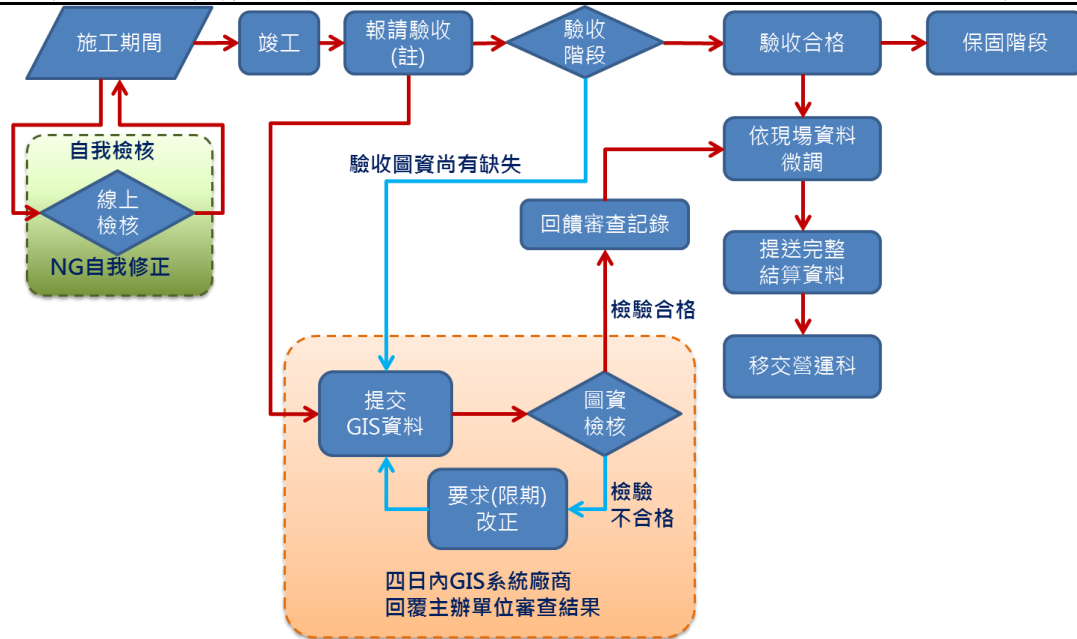 施工期間
竣工
報請驗收
(註)
驗收
階段
驗收合格
保固階段
自我檢核
線上
檢核
NG自我修正
驗收圖資尚有缺失
依現場資料
微調
回饋審查記錄
提送完整
結算資料
檢驗合格
移交營運科
提交
GIS資料
圖資
檢核
要求(限期)
改正
檢驗
不合格
四日內GIS系統廠商
回覆主辦單位審查結果